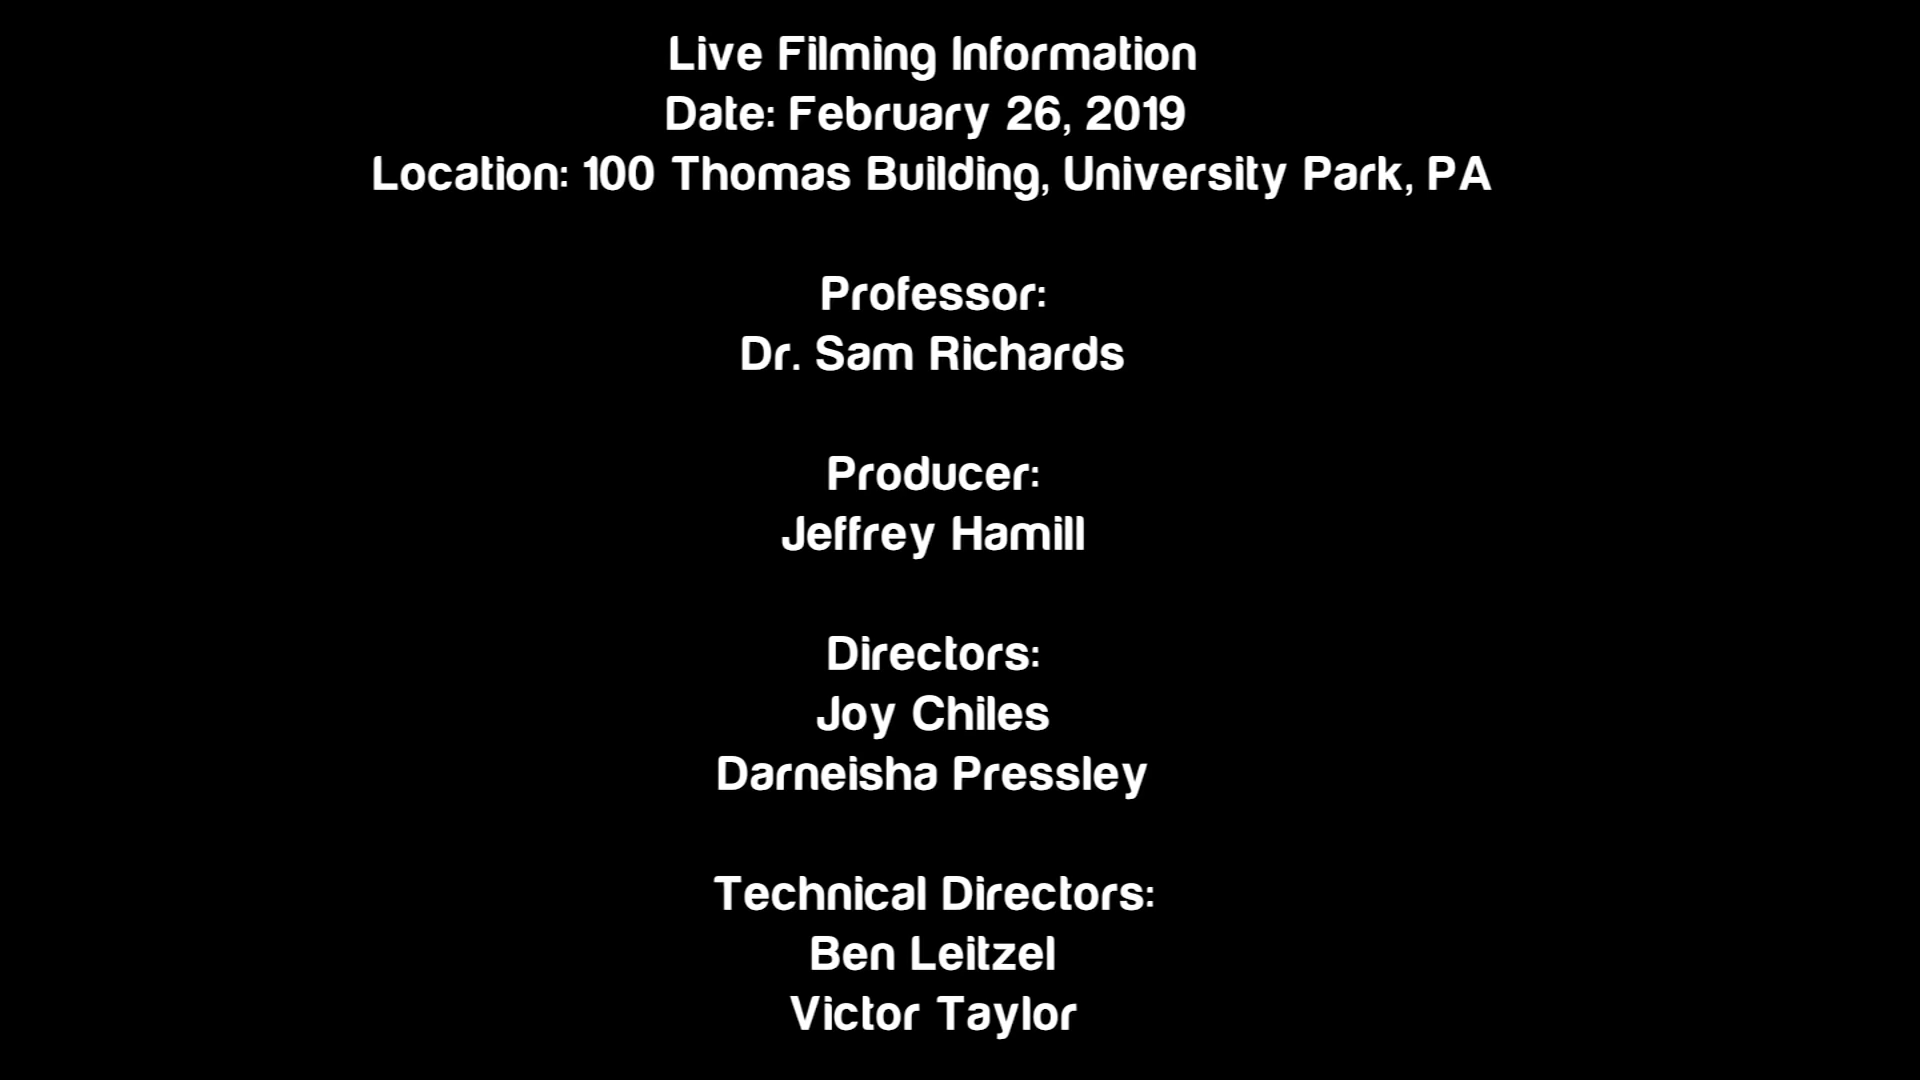 Live Filming Information
Date: February 26, 2019
Location: 100 Thomas Building, University Park, PA
Professor:
Dr. Sam Richards
Producer:
Jeffrey Hamill
Directors:
Joy Chiles
Darneisha Pressley
Technical Directors:
Ben Leitzel
Victor Taylor